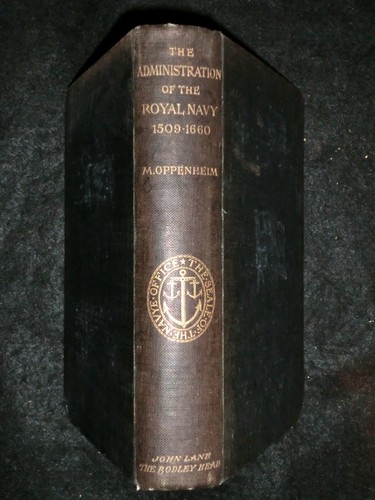 THE
ADMINISTRATION
OF THE
ROYAL NAVY
1509-1660
M. OPPENHEIM
THE SEALE OF THE NAVYE OFFICE
JOHN LANE
THE BODLEY HEAD